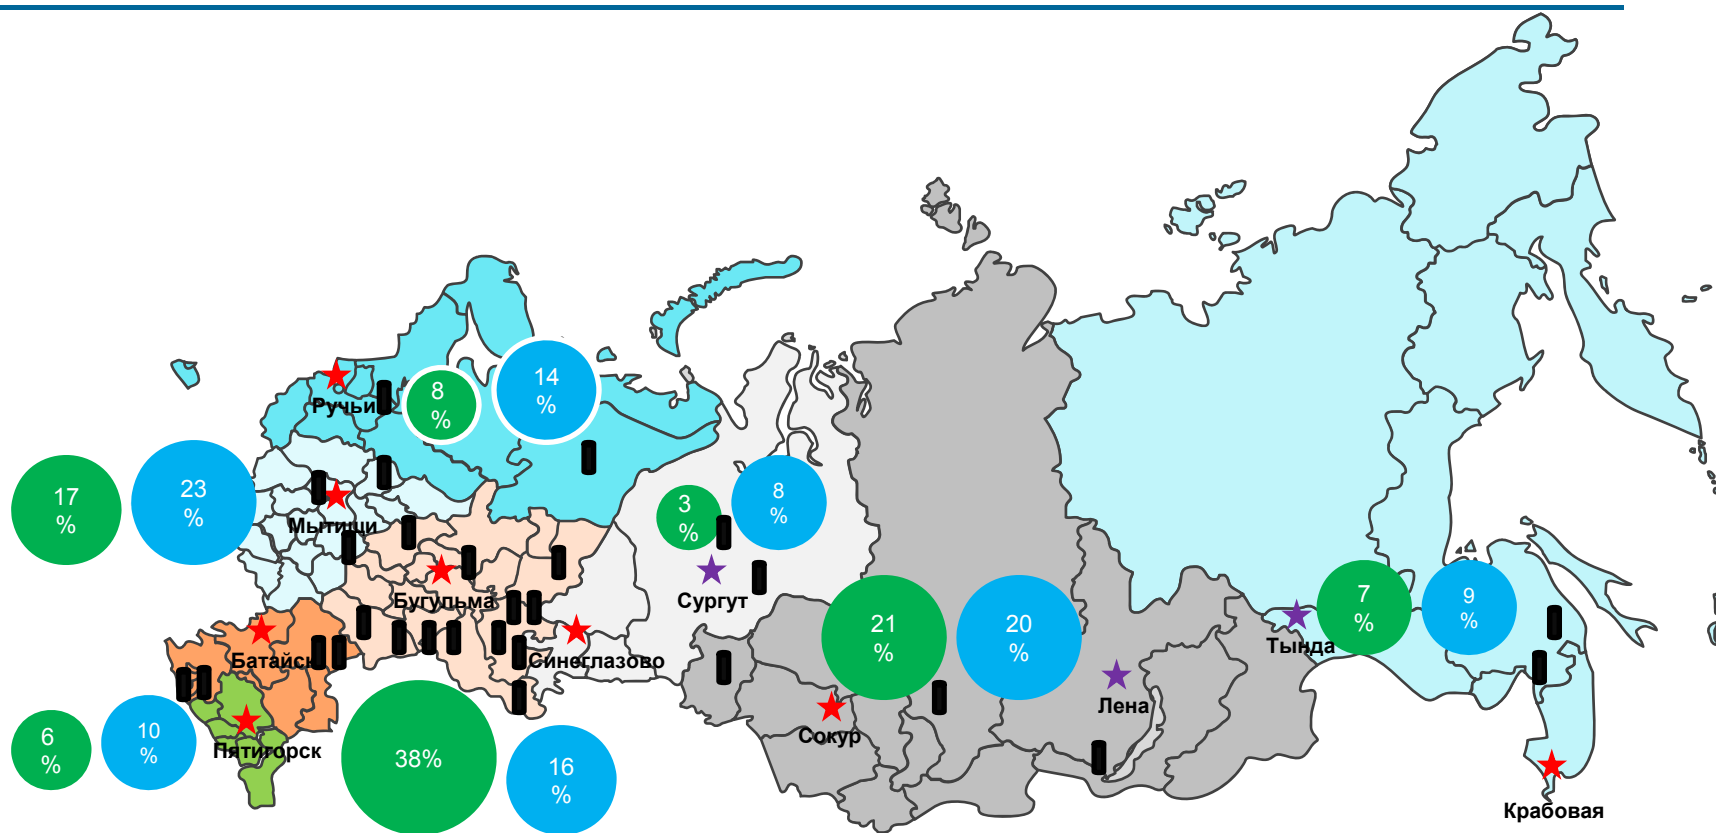 Ручьи
8
%
14
%
17
%
23
%
Мытищи
3
%
8
%
Бугульма
Сургут
21
%
20
%
7
%
9
%
Тында
Батайск
Синеглазово
Лена
Сокур
6
%
10
%
Пятигорск
38%
16
%
Крабовая